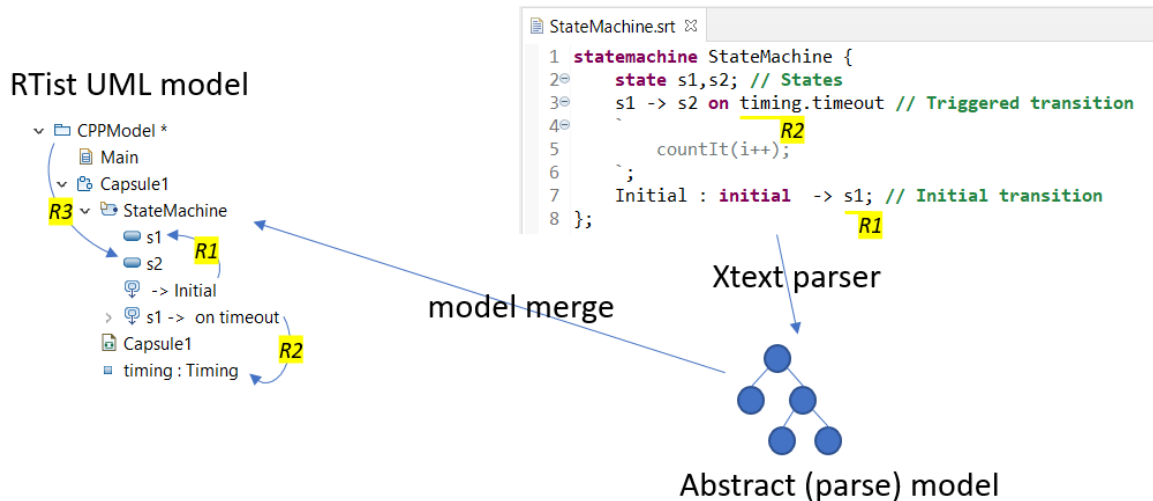 StateMachine.srt
1 statemachine StateMachine {
2 state s1,s2; // States
3 s1 -> s2 on timing.timeout // Triggered transition
4 `
R2
5 countIt(i++);
6 `;
7 Initial : initial -> s1; // Initial transition
8 };
R1
RTist UML model
CPPModel *
Main
Capsule1
R3
StateMachine
s1
R1
s2
-> Initial
s1 -> on timeout
R2
Capsule1
timing : Timing
model merge
Xtext parser
Abstract (parse) model